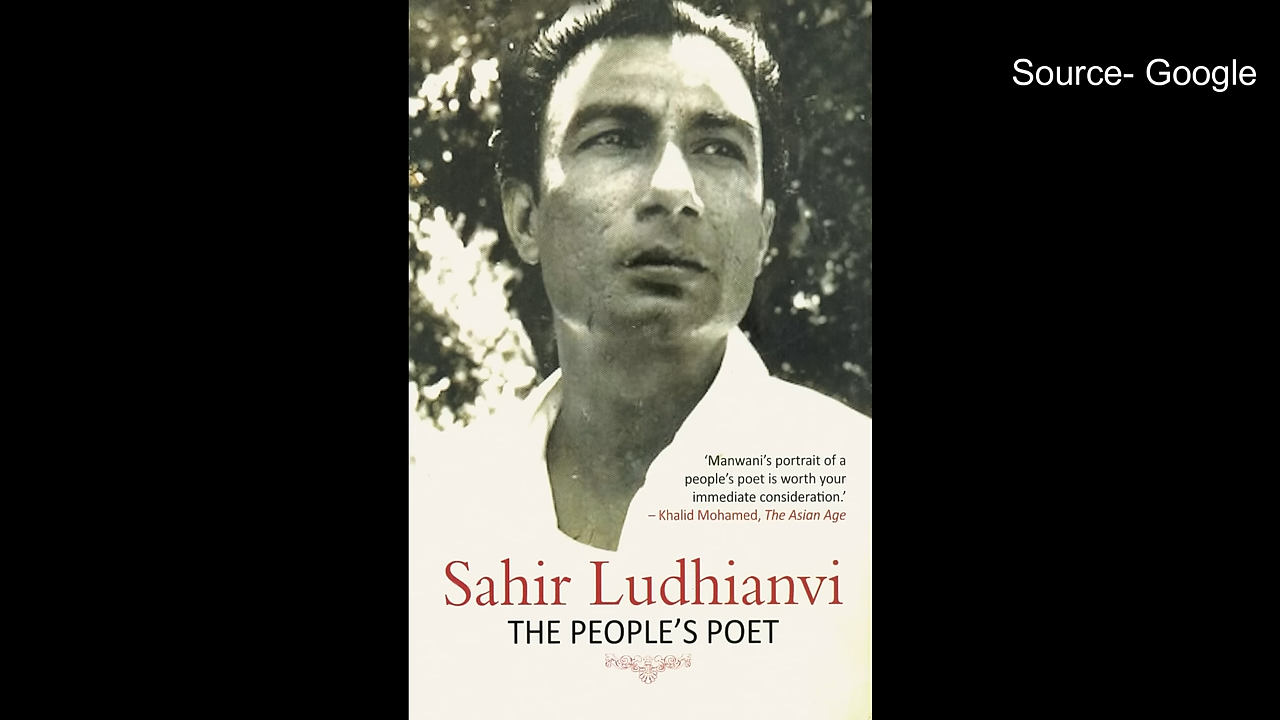 Source- Google
‘Manwani’s portrait of a
people’s poet is worth your
immediate consideration.’
– Khalid Mohamed, The Asian Age
Sahir Ludhianvi
THE PEOPLE’S POET